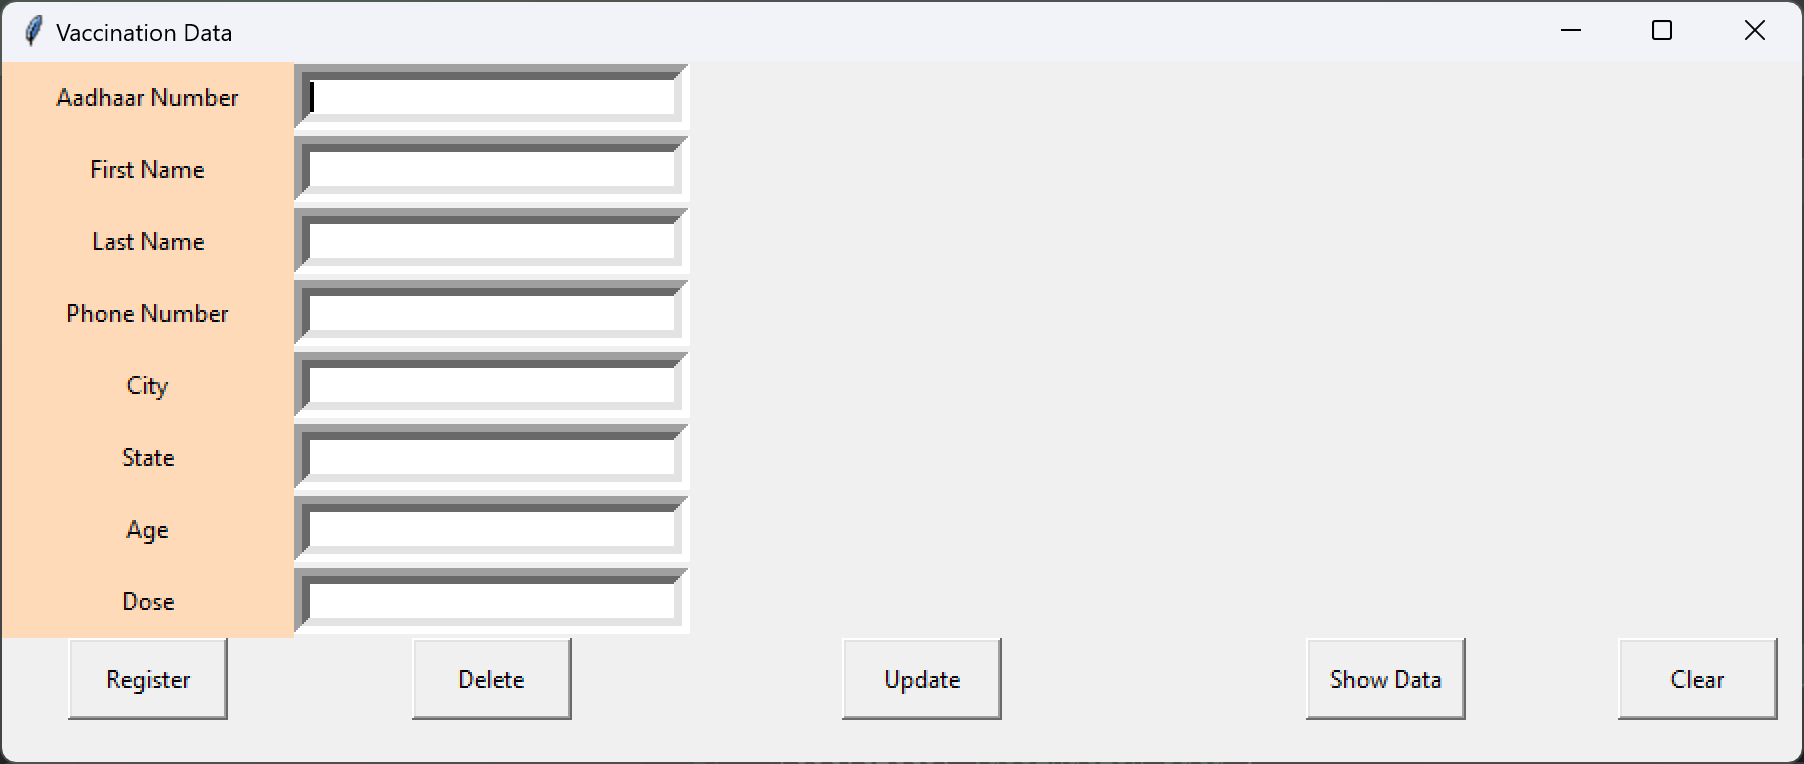 Vaccination Data
Aadhaar Number
First Name
Last Name
Phone Number
City
State
Age
Dose
Register Delete Update Show Data Clear